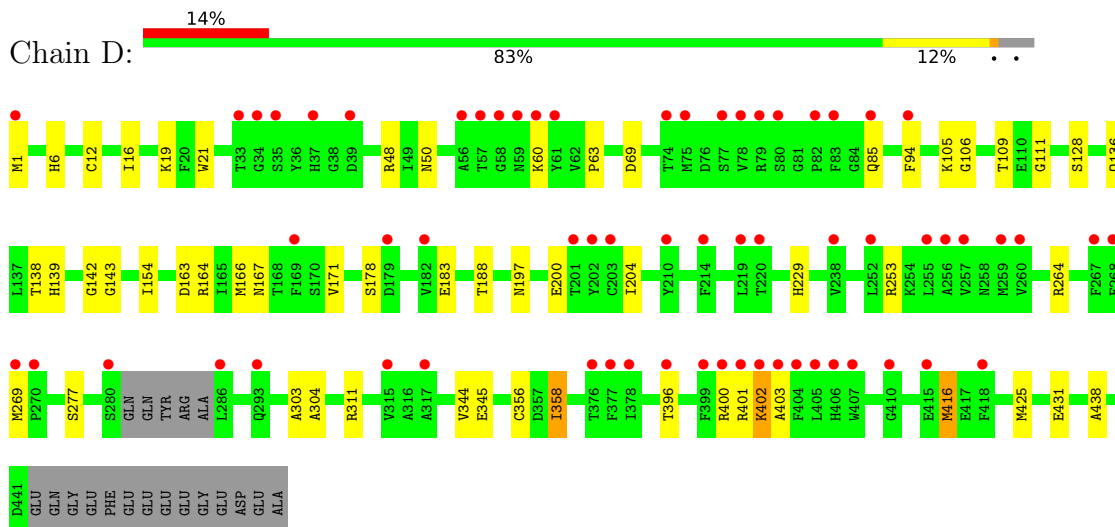 14%
Chain D:
83% 12% • •
M1 H6 C12 I16 K19 F20 W21 T33 G34 S35 Y36 H37 G38 D39 R48 I49 N50 A56 T57 G58 N59 K60 Y61 V62 P63 D69 T74 M75 D76 S77 V78 R79 S80 G81 P82 F83 G84 Q85 F94 K105 G106 T109 E110 G111 S128 Q136
L137 T138 H139 G142 G143 I154 D163 R164 I165 M166 N167 T168 F169 S170 V171 S178 D179 V182 E183 T188 N197 E200 T201 Y202 C203 I204 Y210 F214 L219 T220 H229 V238 L252 R253 K254 L255 A256 V257 N258 M259 V260 R264 F267 F268
M269 P270 S277 S280 GLN GLN TYR ARG ALA L286 Q293 A303 A304 R311 V315 A316 A317 V344 E345 C356 D357 I358 T376 F377 I378 T396 F399 R400 R401 K402 A403 F404 L405 H406 W407 G410 E415 M416 E417 F418 M425 E431 A438
D441 GLU GLN GLY GLU PHE GLU GLU GLU GLU GLU GLY GLU ASP GLU ALA